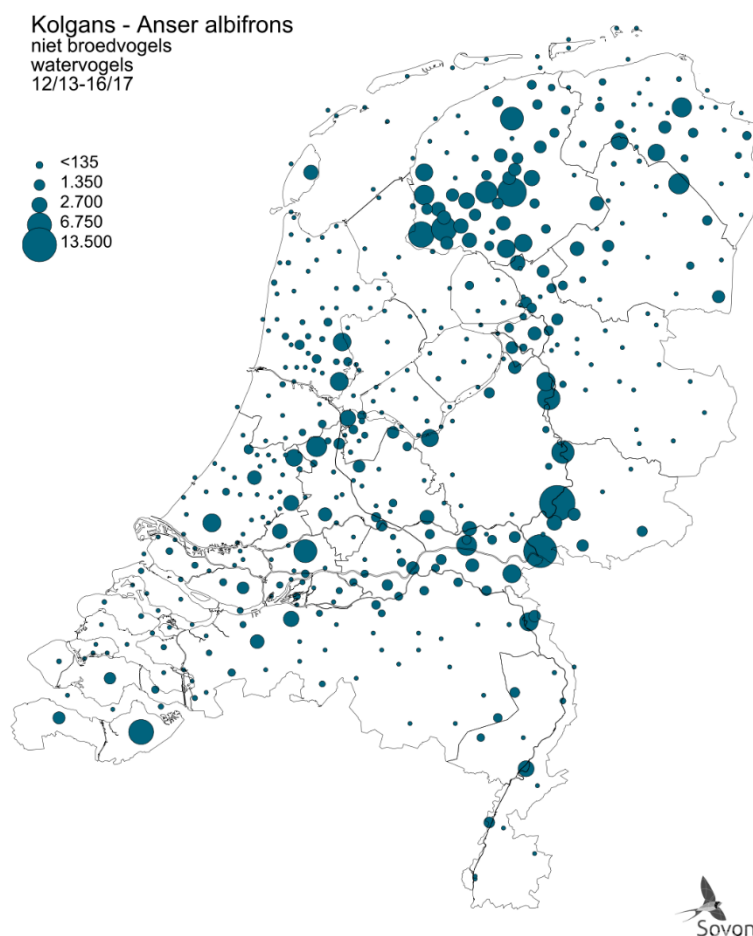 Kolgans - Anser albifrons
niet broedvogels
watervogels
12/13-16/17
<135
1.350
2.700
6.750
13.500
Sovon